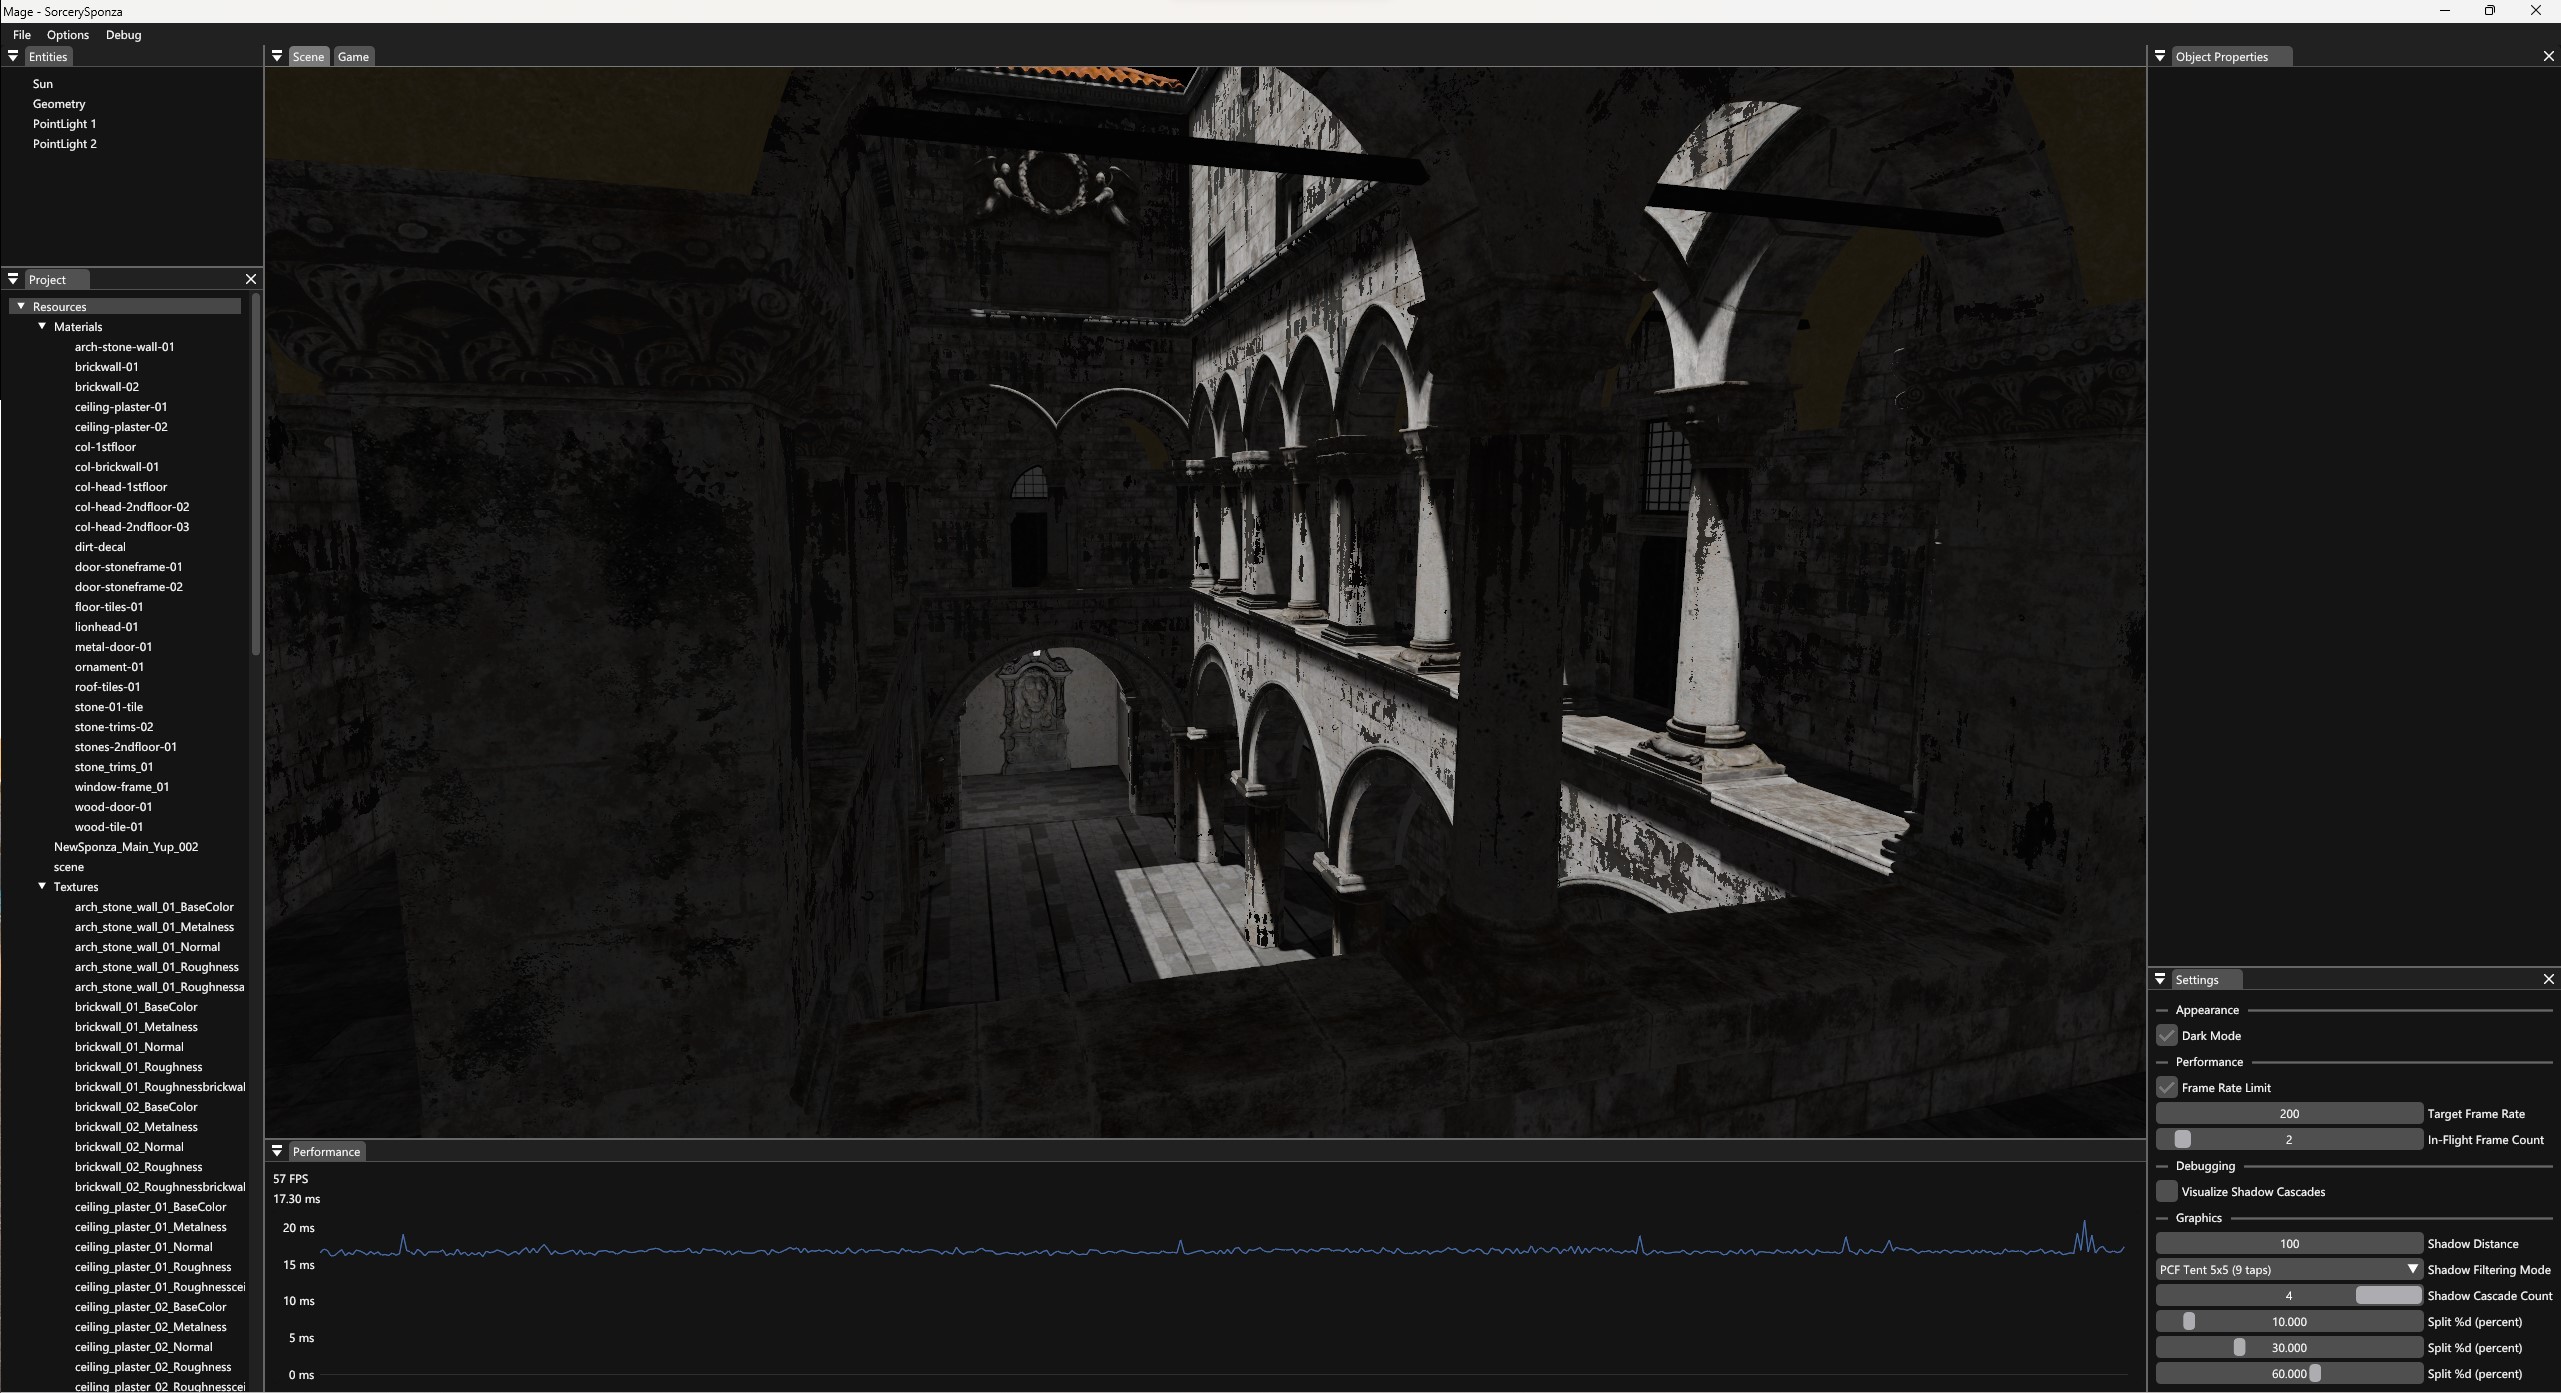 Mage - SorcerySponza
File Options Debug
Entities
Sun
Geometry
PointLight 1
PointLight 2
Project
Resources
Materials
arch-stone-wall-01
brickwall-01
brickwall-02
ceiling-plaster-01
ceiling-plaster-02
col-1stfloor
col-brickwall-01
col-head-1stfloor
col-head-2ndfloor-02
col-head-2ndfloor-03
dirt-decal
door-stoneframe-01
door-stoneframe-02
floor-tiles-01
lionhead-01
metal-door-01
ornament-01
roof-tiles-01
stone-01-tile
stone-trims-02
stones-2ndfloor-01
stone_trims_01
window-frame_01
wood-door-01
wood-tile-01
NewSponza_Main_Yup_002
scene
Textures
arch_stone_wall_01_BaseColor
arch_stone_wall_01_Metalness
arch_stone_wall_01_Normal
arch_stone_wall_01_Roughness
arch_stone_wall_01_Roughnessa
brickwall_01_BaseColor
brickwall_01_Metalness
brickwall_01_Normal
brickwall_01_Roughness
brickwall_01_Roughnessbrickwal
brickwall_02_BaseColor
brickwall_02_Metalness
brickwall_02_Normal
brickwall_02_Roughness
brickwall_02_Roughnessbrickwal
ceiling_plaster_01_BaseColor
ceiling_plaster_01_Metalness
ceiling_plaster_01_Normal
ceiling_plaster_01_Roughness
ceiling_plaster_01_Roughnesscei
ceiling_plaster_02_BaseColor
ceiling_plaster_02_Metalness
ceiling_plaster_02_Normal
ceiling_plaster_02_Roughness
ceiling_plaster_02_Roughnesscei
Scene Game
Performance
57 FPS
17.30 ms
20 ms
15 ms
10 ms
5 ms
0 ms
Object Properties
Settings
Appearance
Dark Mode
Performance
Frame Rate Limit
200 Target Frame Rate
2 In-Flight Frame Count
Debugging
Visualize Shadow Cascades
Graphics
100 Shadow Distance
PCF Tent 5x5 (9 taps) Shadow Filtering Mode
4 Shadow Cascade Count
10.000 Split %d (percent)
30.000 Split %d (percent)
60.000 Split %d (percent)